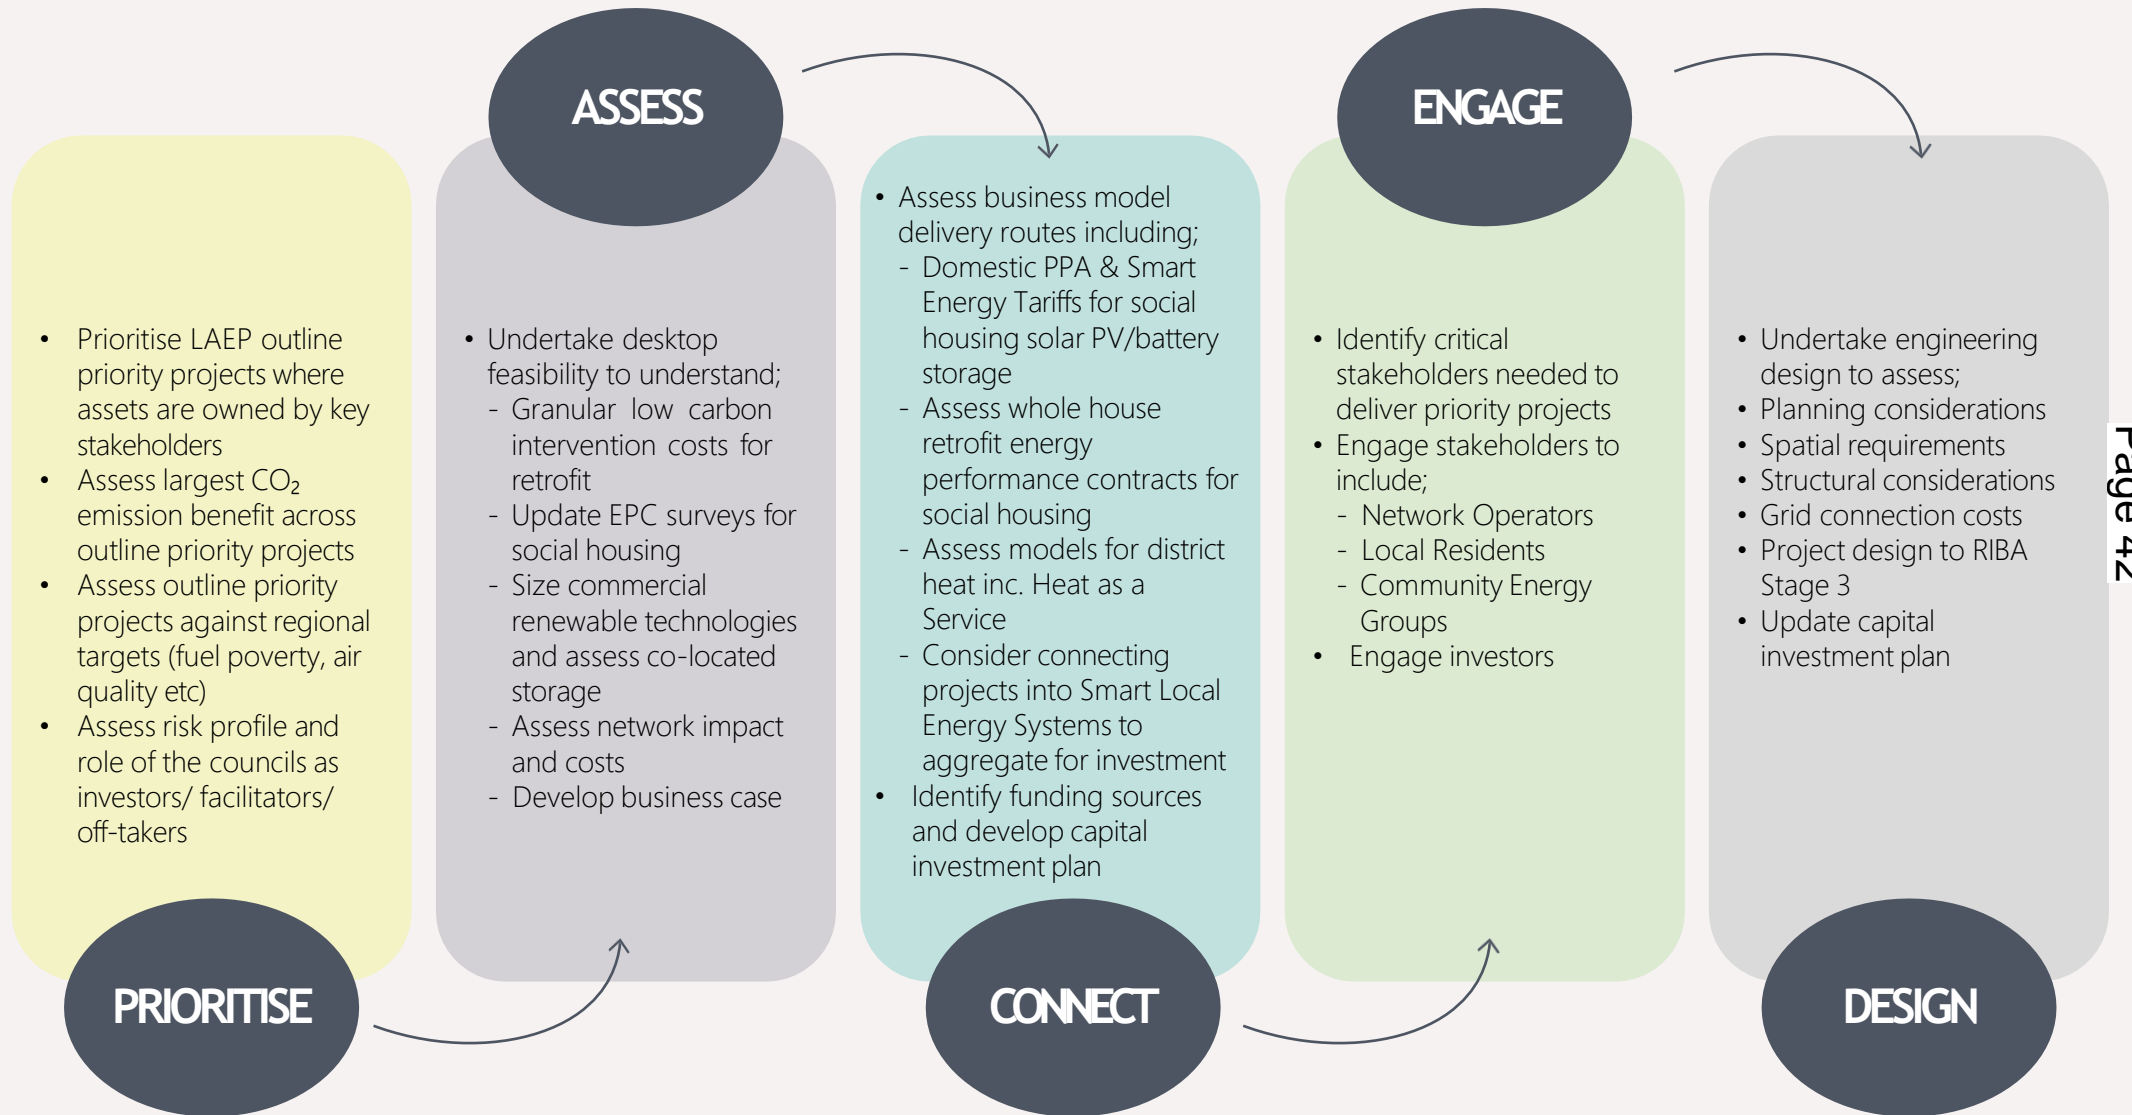 PRIORITISE
• Prioritise LAEP outline
priority projects where
assets are owned by key
stakeholders
• Assess largest CO₂
emission benefit across
outline priority projects
• Assess outline priority
projects against regional
targets (fuel poverty, air
quality etc)
• Assess risk profile and
role of the councils as
investors/ facilitators/
off-takers
ASSESS
• Undertake desktop
feasibility to understand;
- Granular low carbon
intervention costs for
retrofit
- Update EPC surveys for
social housing
- Size commercial
renewable technologies
and assess co-located
storage
- Assess network impact
and costs
- Develop business case
CONNECT
• Assess business model
delivery routes including;
- Domestic PPA & Smart
Energy Tariffs for social
housing solar PV/battery
storage
- Assess whole house
retrofit energy
performance contracts for
social housing
- Assess models for district
heat inc. Heat as a
Service
- Consider connecting
projects into Smart Local
Energy Systems to
aggregate for investment
• Identify funding sources
and develop capital
investment plan
ENGAGE
• Identify critical
stakeholders needed to
deliver priority projects
• Engage stakeholders to
include;
- Network Operators
- Local Residents
- Community Energy
Groups
• Engage investors
DESIGN
• Undertake engineering
design to assess;
• Planning considerations
• Spatial requirements
• Structural considerations
• Grid connection costs
• Project design to RIBA
Stage 3
• Update capital
investment plan
Page 42